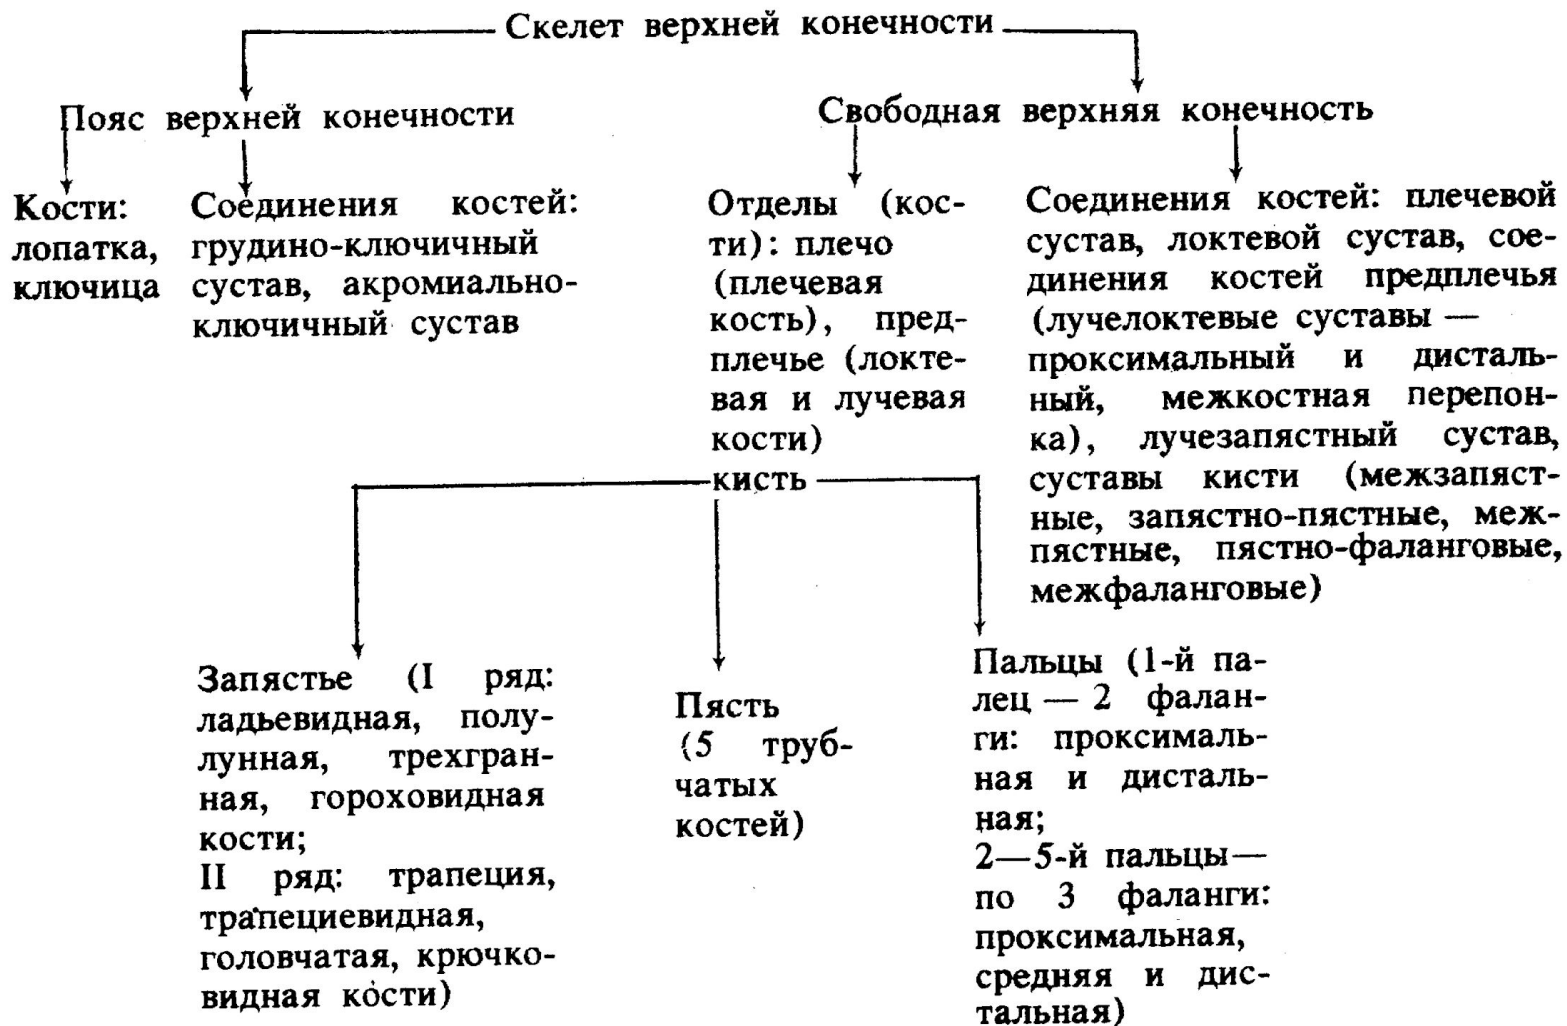 Скелет верхней конечности
Пояс верхней конечности
Свободная верхняя конечность
Кости:
лопатка,
ключица
Соединения костей:
грудино-ключичный
сустав, акромиально-
ключичный сустав
Отделы (кос-
ти): плечо
(плечевая
кость), пред-
плечье (локте-
вая и лучевая
кости)
кисть
Соединения костей: плечевой
сустав, локтевой сустав, сое-
динения костей предплечья
(лучелоктевые суставы —
проксимальный и дисталь-
ный, межкостная перепон-
ка), лучезапястный сустав,
суставы кисти (межзапяст-
ные, запястно-пястные, меж-
пястные, пястно-фаланговые,
межфаланговые)
Запястье (I ряд:
ладьевидная, полу-
лунная, трехгран-
ная, гороховидная
кости;
II ряд: трапеция,
трапециевидная,
головчатая, крючко-
видная кости)
Пясть
(5 труб-
чатых
костей)
Пальцы (1-й па-
лец — 2 фалан-
ги: проксималь-
ная и дисталь-
ная;
2—5-й пальцы—
по 3 фаланги:
проксимальная,
средняя и дис-
тальная)